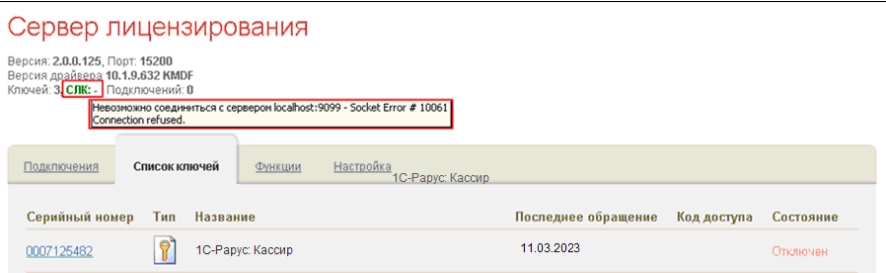 Сервер лицензирования
Версия: 2.0.0.125, Порт: 15200
Версия драйвера 10.1.9.632 KMDF
Ключей: 3, СЛК: - Подключений: 0
Невозможно соединиться с сервером localhost:9099 - Socket Error # 10061
Connection refused.
Подключения Список ключей Функции Настройка
1С-Рарус: Кассир
Серийный номер Тип Название Последнее обращение Код доступа Состояние
0007125482 1С-Рарус: Кассир 11.03.2023 Отключен